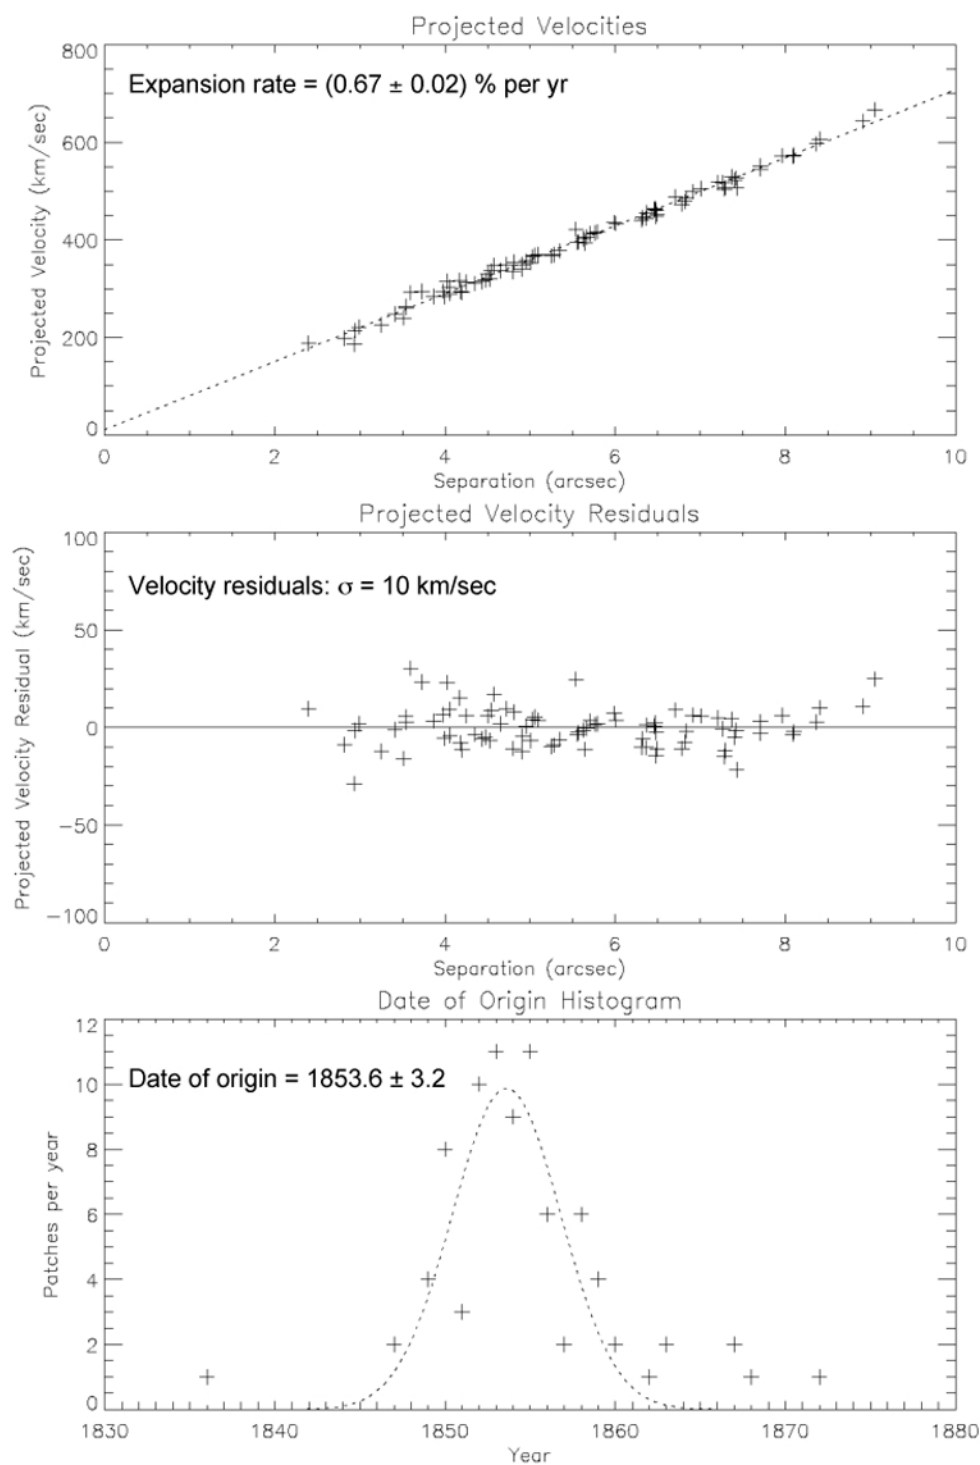 Projected Velocities
Expansion rate = (0.67 ± 0.02) % per yr
Projected Velocity (km/sec)
800
600
400
200
0
0 2 4 6 8 10
Separation (arcsec)
Projected Velocity Residuals
Velocity residuals: σ = 10 km/sec
Projected Velocity Residual (km/sec)
100
50
0
−50
−100
0 2 4 6 8 10
Separation (arcsec)
Date of Origin Histogram
Date of origin = 1853.6 ± 3.2
Patches per year
12
10
8
6
4
2
0
1830 1840 1850 1860 1870 1880
Year